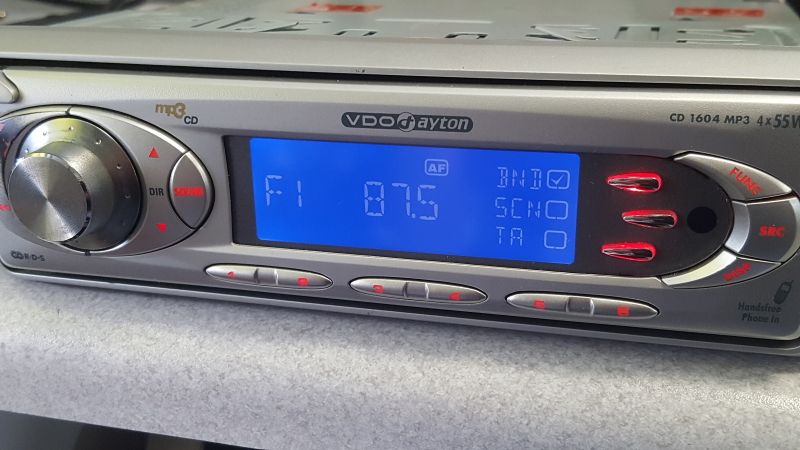 mp3
CD
VDO dayton
CD 1604 MP3 4x55W
DIR
SOUND
F1
87.5
AF
BND
SCN
TA
FUNC
SRC
R·D·S
1 2
3 4
5 6
Handsfree
Phone in